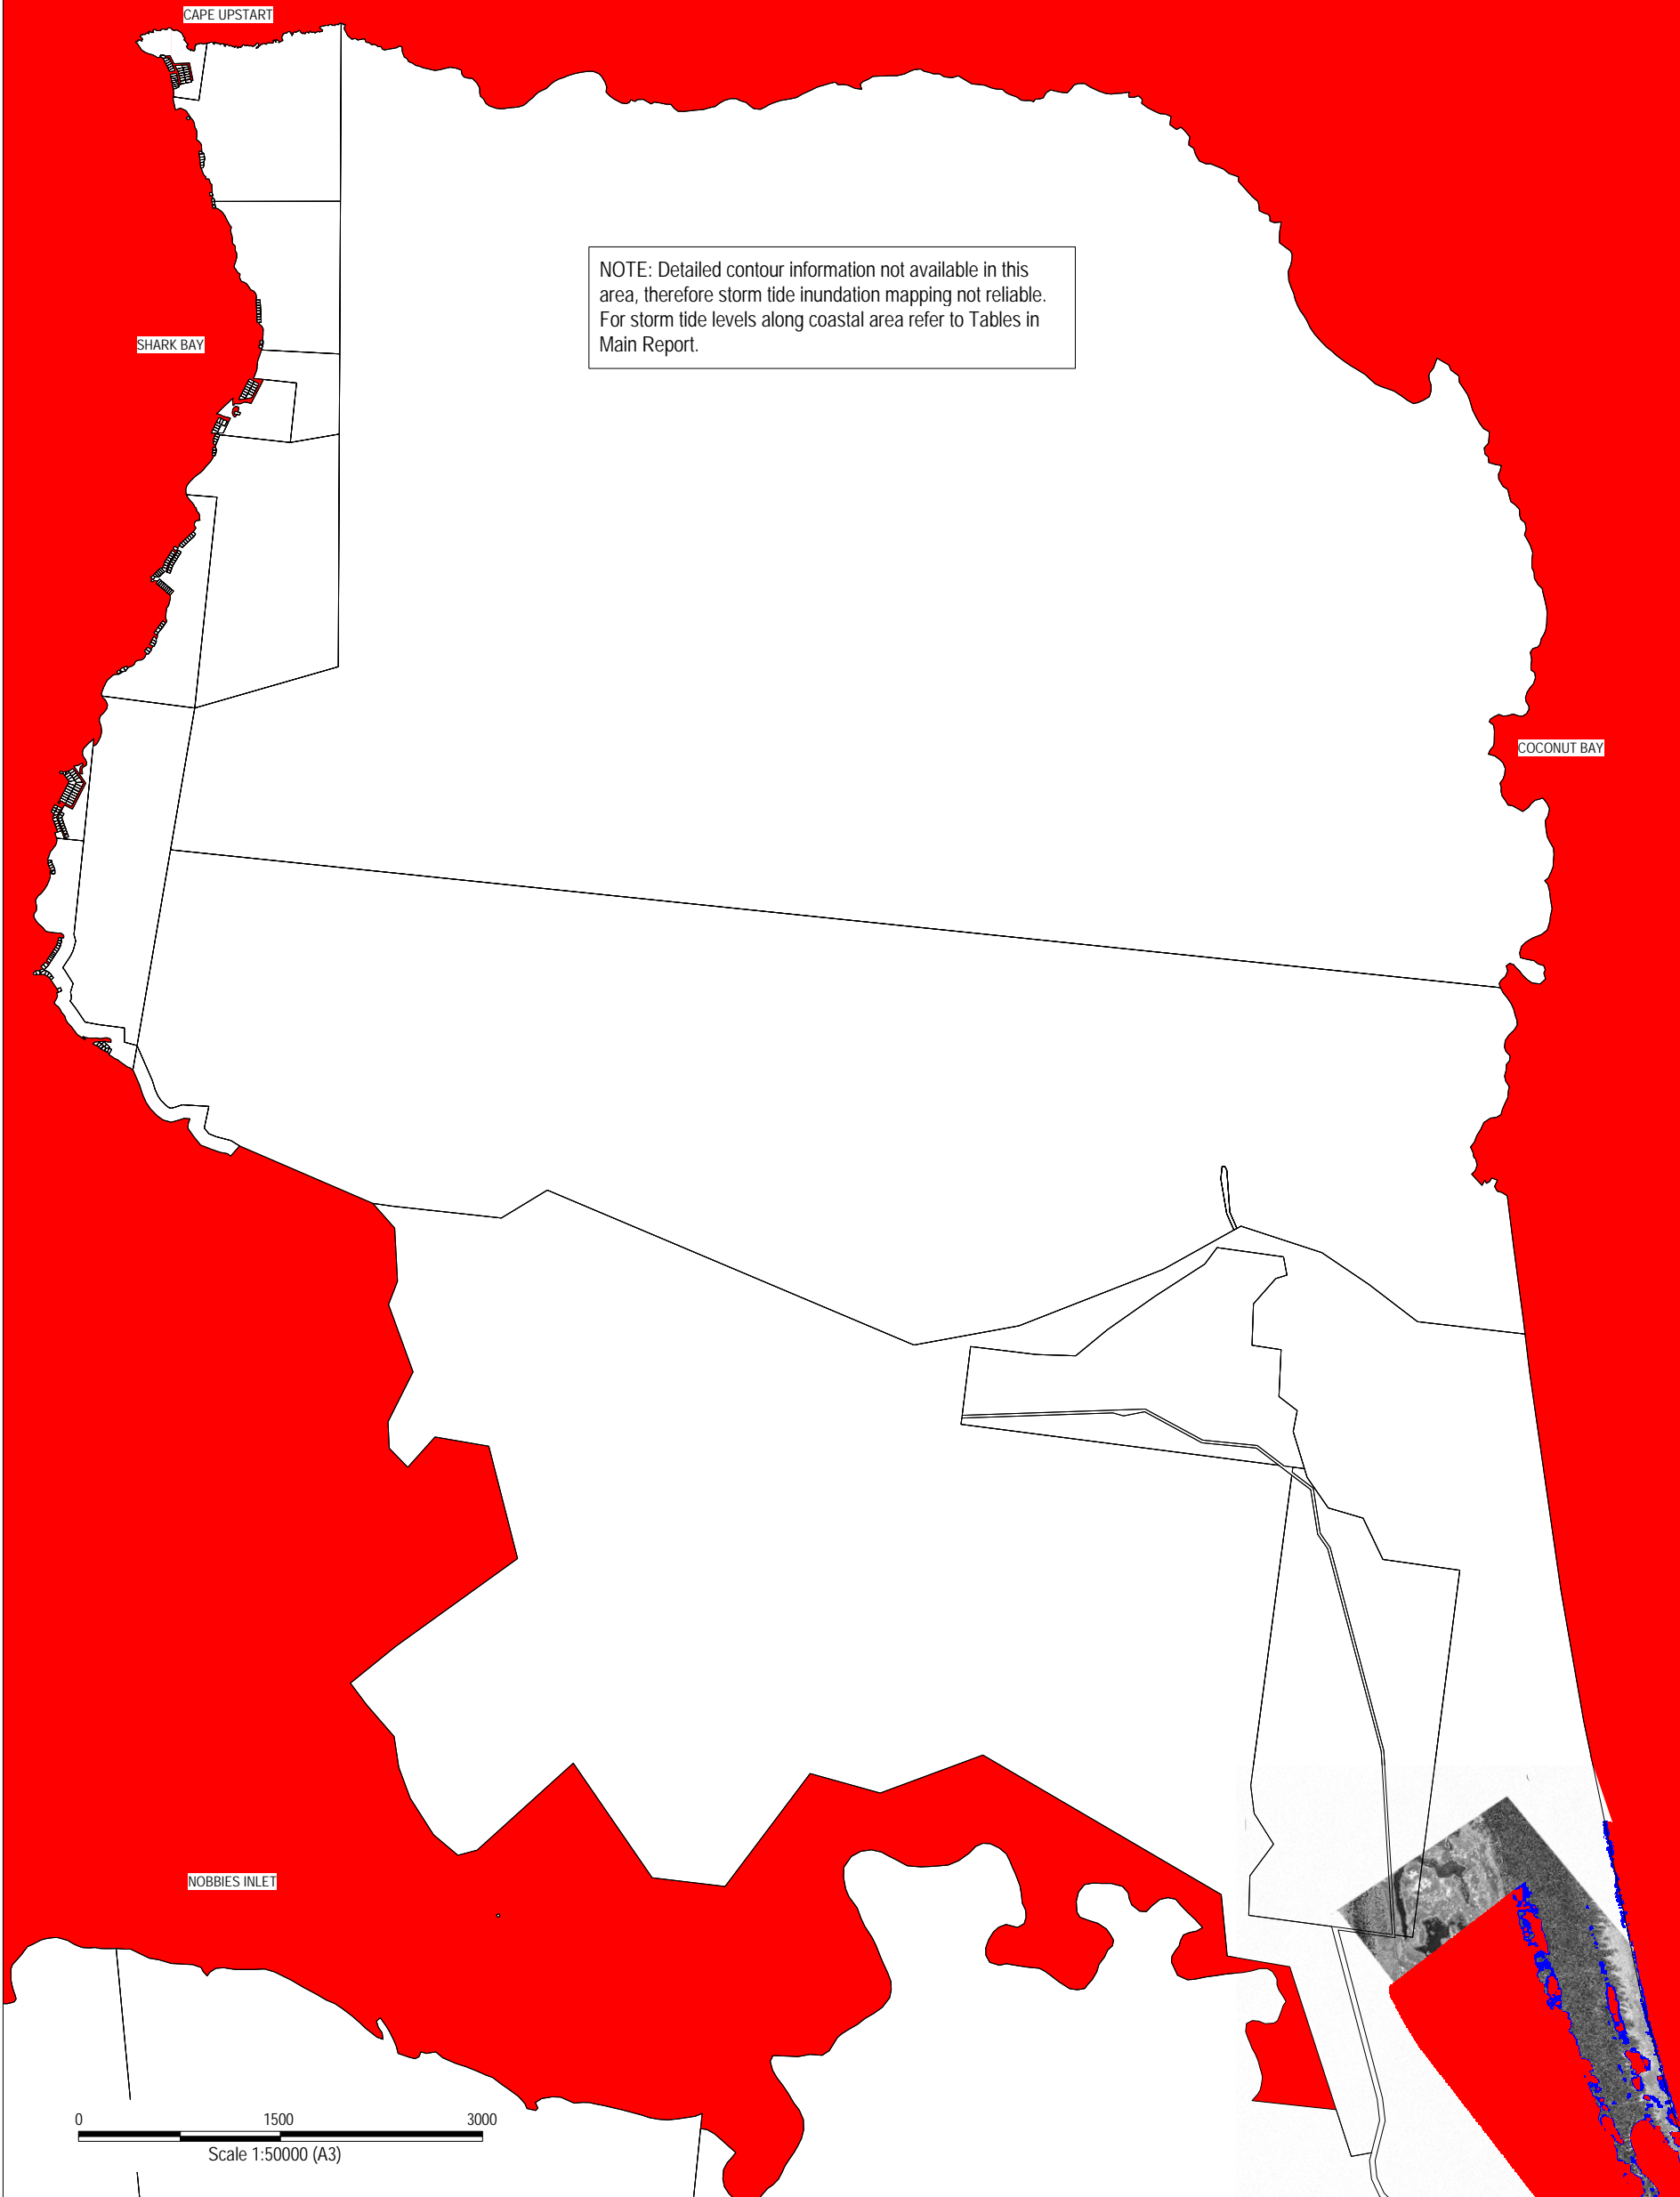 CAPE UPSTART
NOTE: Detailed contour information not available in this
area, therefore storm tide inundation mapping not reliable.
For storm tide levels along coastal area refer to Tables in
Main Report.
SHARK BAY
COCONUT BAY
NOBBIES INLET
0 1500 3000
Scale 1:50000 (A3)